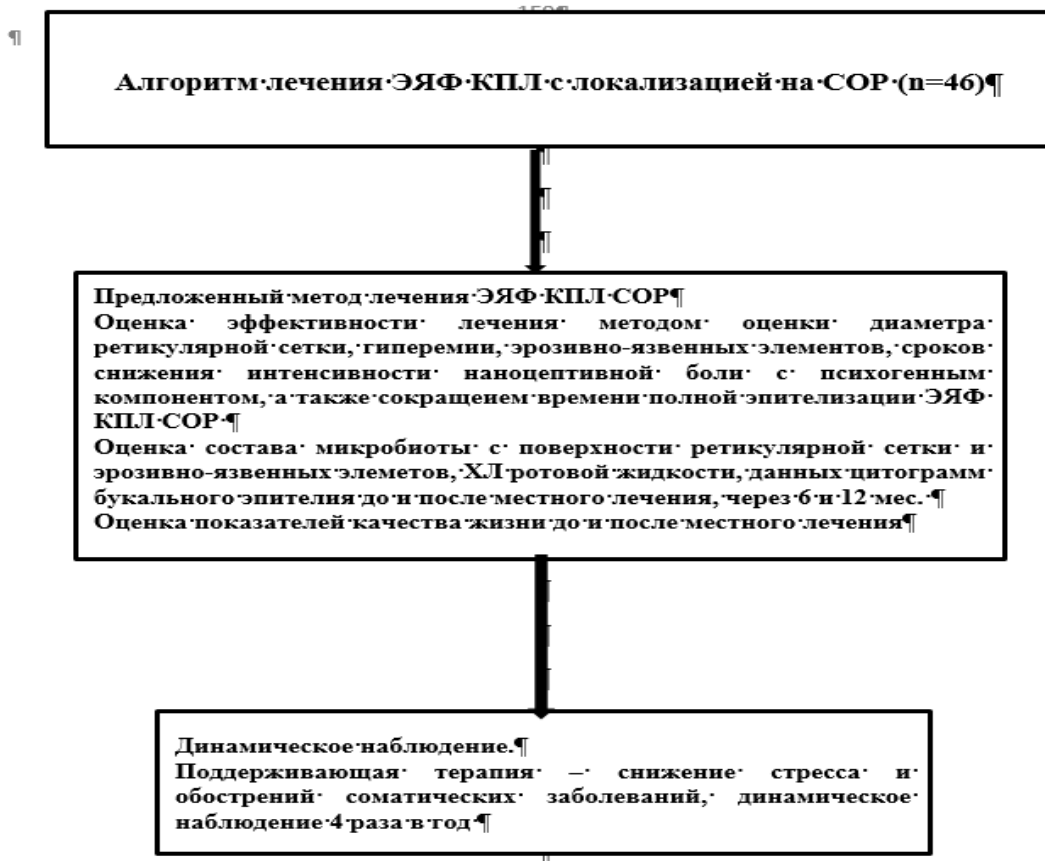 Алгоритм лечения ЭЯФ КПЛ с локализацией на СОР (n=46)¶
Предложенный метод лечения ЭЯФ КПЛ СОР¶
Оценка эффективности лечения методом оценки диаметра
ретикулярной сетки, гиперемии, эрозивно-язвенных элементов, сроков
снижения интенсивности наноцептивной боли с психогенным
компонентом, а также сокращеием времени полной эпителизации ЭЯФ
КПЛ СОР ¶
Оценка состава микробиоты с поверхности ретикулярной сетки и
эрозивно-язвенных элеметов, ХЛ ротовой жидкости, данных цитограмм
букального эпителия до и после местного лечения, через 6 и 12 мес. ¶
Оценка показателей качества жизни до и после местного лечения¶
Динамическое наблюдение.¶
Поддерживающая терапия – снижение стресса и
обострений соматических заболеваний, динамическое
наблюдение 4 раза в год ¶